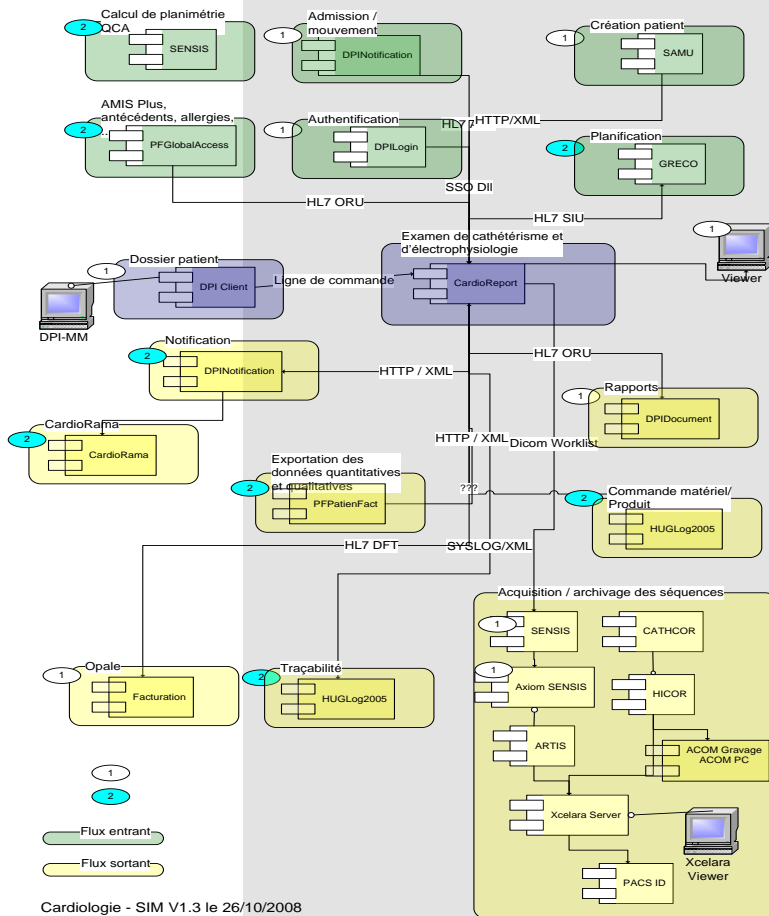 Calcul de planimétrie
QCA
2
SENSIS
Admission /
mouvement
1
DPINotification
Création patient
1
SAMU
AMIS Plus,
antécédents, allergies,
...
2
PFGlobalAccess
Authentification
1
DPILogin
HL7
HTTP/XML
Planification
2
GRECO
SSO Dll
HL7 ORU
HL7 SIU
Examen de cathétérisme et
d'électrophysiologie
CardioReport
1
Viewer
Dossier patient
1
DPI Client
Ligne de commande
DPI-MM
Notification
2
DPINotification
HTTP / XML
HL7 ORU
Rapports
1
DPIDocument
CardioRama
2
CardioRama
HTTP / XML
Dicom Worklist
Exportation des
données quantitatives
et qualitatives
2
PFPatienFact
???
Commande matériel/
Produit
2
HUGLog2005
HL7 DFT
SYSLOG/XML
Acquisition / archivage des séquences
1
SENSIS
CATHCOR
Opale
1
Facturation
Traçabilité
2
HUGLog2005
1
Axiom SENSIS
HICOR
ARTIS
ACOM Gravage
ACOM PC
Xcelara Server
Xcelara
Viewer
PACS ID
1
2
Flux entrant
Flux sortant
Cardiologie - SIM V1.3 le 26/10/2008